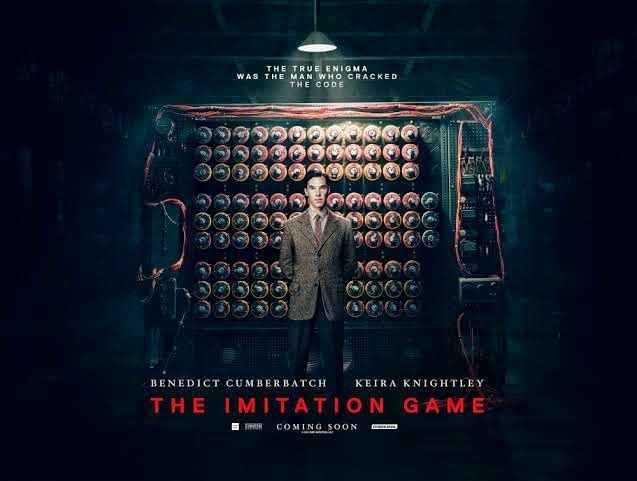 THE TRUE ENIGMA
WAS THE MAN WHO CRACKED
THE CODE
BENEDICT CUMBERBATCH KEIRA KNIGHTLEY
THE IMITATION GAME
COMING SOON
STUDIOCANAL